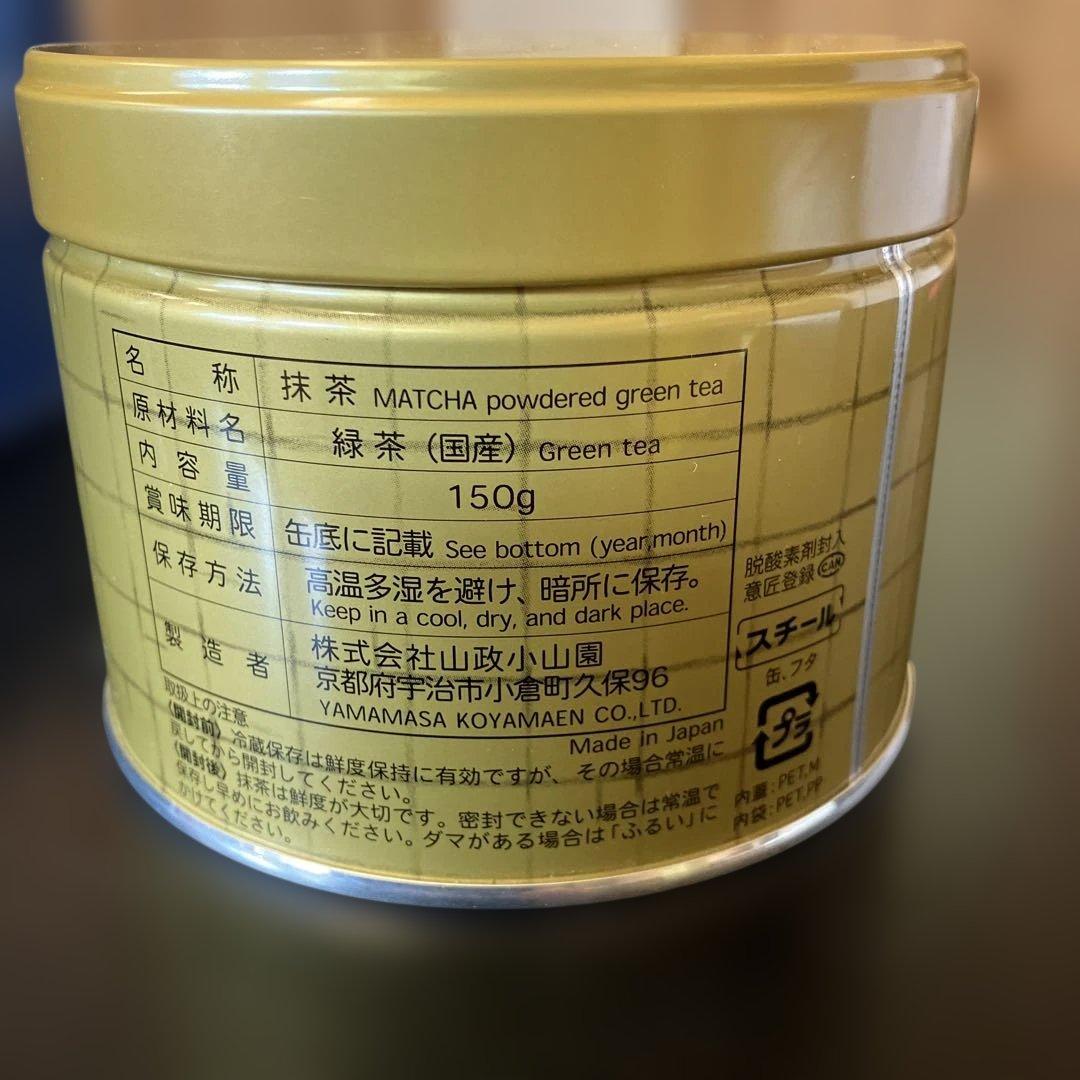 名称 抹茶 MATCHA powdered green tea
原材料名 緑茶（国産）Green tea
内容量 150g
賞味期限 缶底に記載 See bottom (year,month)
保存方法 高温多湿を避け、暗所に保存。
Keep in a cool, dry, and dark place.
製造者 株式会社山政小山園
京都府宇治市小倉町久保96
YAMAMASA KOYAMAEN CO.,LTD.
Made in Japan
取扱上の注意
〈開封前〉冷蔵保存は鮮度保持に有効ですが、その場合常温に
戻してから開封してください。
〈開封後〉抹茶は鮮度が大切です。密封できない場合は常温で
保存し早めにお飲みください。ダマがある場合は「ふるい」に
かけてください。
脱酸素剤封入
意匠登録 CAN
スチール
缶、フタ
プラ
内蓋:PET,M
内袋:PET,PP